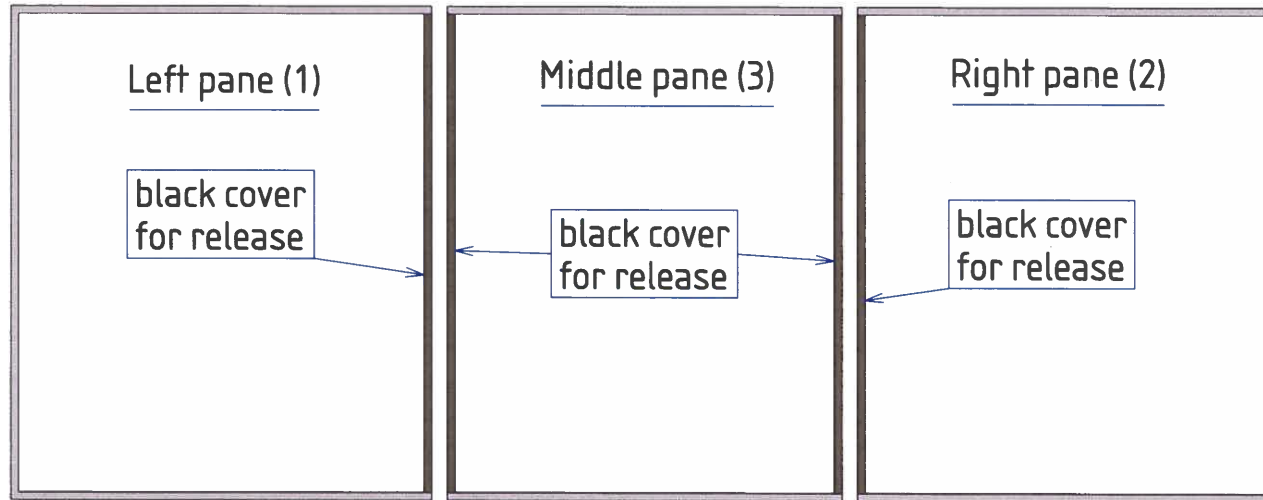 Left pane (1)
Middle pane (3)
Right pane (2)
black cover
for release
black cover
for release
black cover
for release